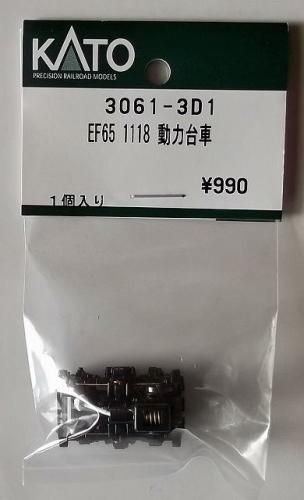 KATO
PRECISION RAILROAD MODELS
3061-3D1
EF65 1118 動力台車
¥990
1個入り